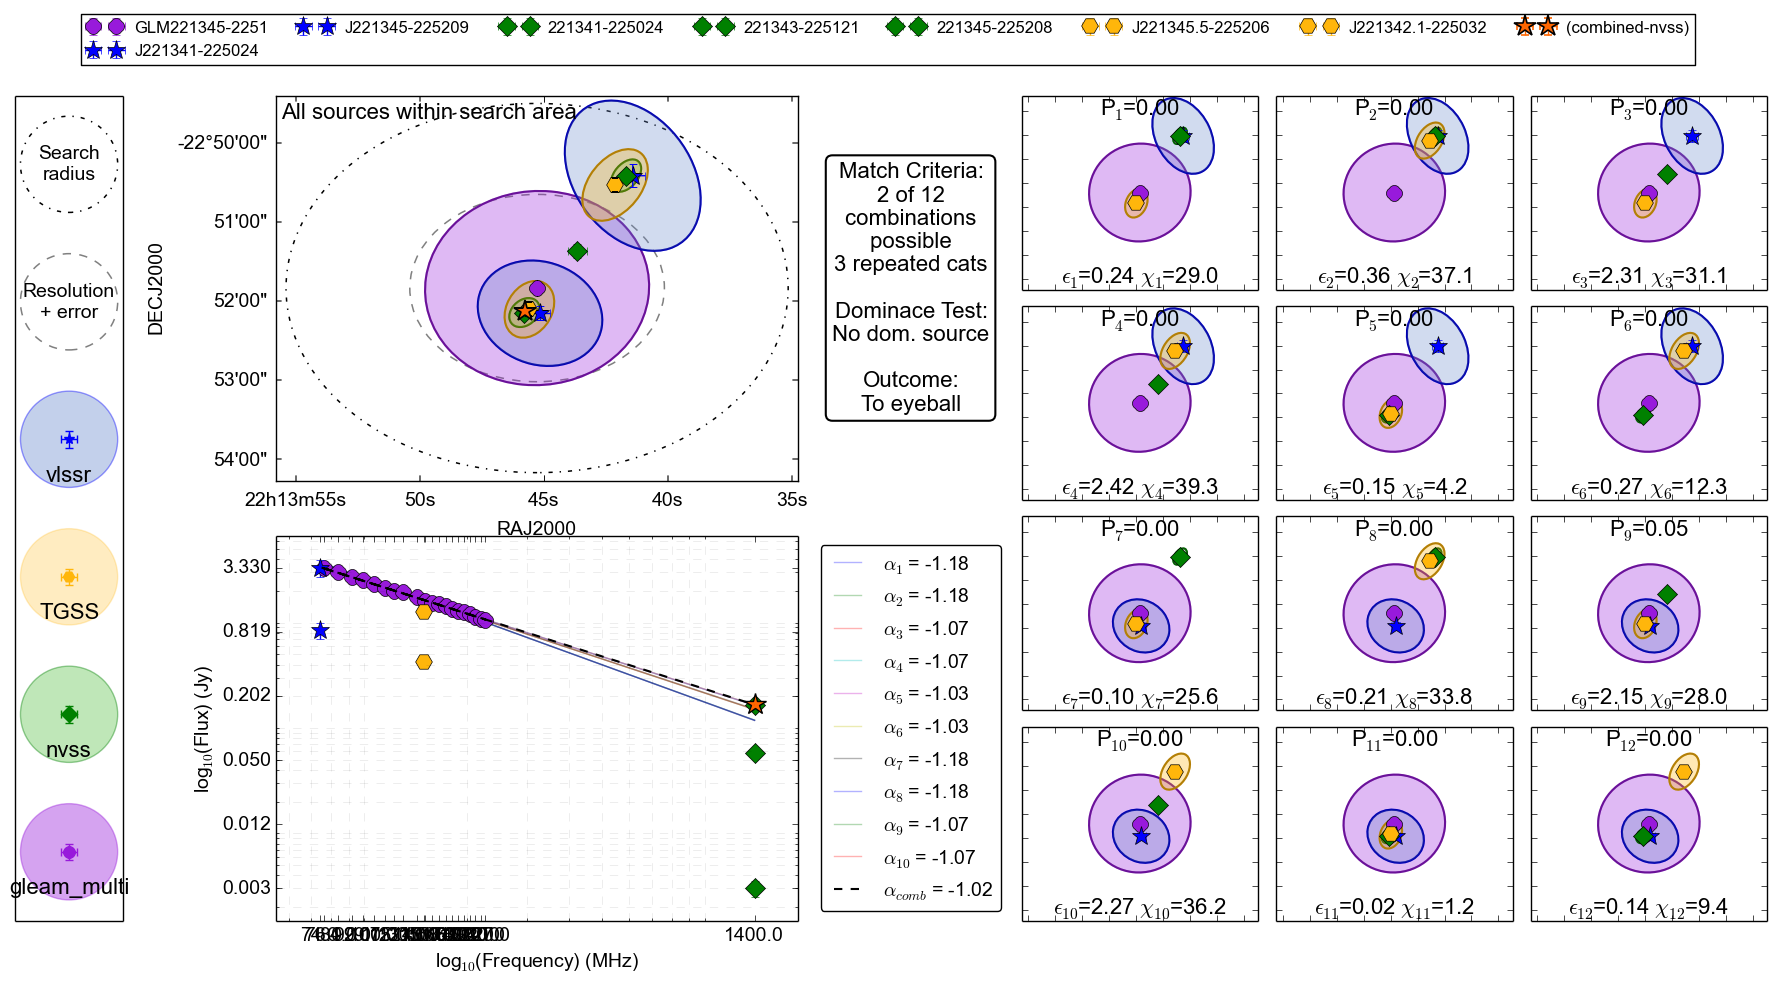 GLM221345-2251 J221345-225209 221341-225024 221343-225121 221345-225208 J221345.5-225206 J221342.1-225032 (combined-nvss)
J221341-225024
Search
radius
Resolution
+ error
vlssr
TGSS
nvss
gleam_multi
All sources within search area
DECJ2000
-22°50'00"
51'00"
52'00"
53'00"
54'00"
22h13m55s 50s 45s 40s 35s
RAJ2000
Match Criteria:
2 of 12
combinations
possible
3 repeated cats
Dominace Test:
No dom. source
Outcome:
To eyeball
log10(Flux) (Jy)
3.330
0.819
0.202
0.050
0.012
0.003
1400.0
log10(Frequency) (MHz)
α1 = -1.18
α2 = -1.18
α3 = -1.07
α4 = -1.07
α5 = -1.03
α6 = -1.03
α7 = -1.18
α8 = -1.18
α9 = -1.07
α10 = -1.07
αcomb = -1.02
P1=0.00
ϵ1=0.24 χ1=29.0
P2=0.00
ϵ2=0.36 χ2=37.1
P3=0.00
ϵ3=2.31 χ3=31.1
P4=0.00
ϵ4=2.42 χ4=39.3
P5=0.00
ϵ5=0.15 χ5=4.2
P6=0.00
ϵ6=0.27 χ6=12.3
P7=0.00
ϵ7=0.10 χ7=25.6
P8=0.00
ϵ8=0.21 χ8=33.8
P9=0.05
ϵ9=2.15 χ9=28.0
P10=0.00
ϵ10=2.27 χ10=36.2
P11=0.00
ϵ11=0.02 χ11=1.2
P12=0.00
ϵ12=0.14 χ12=9.4